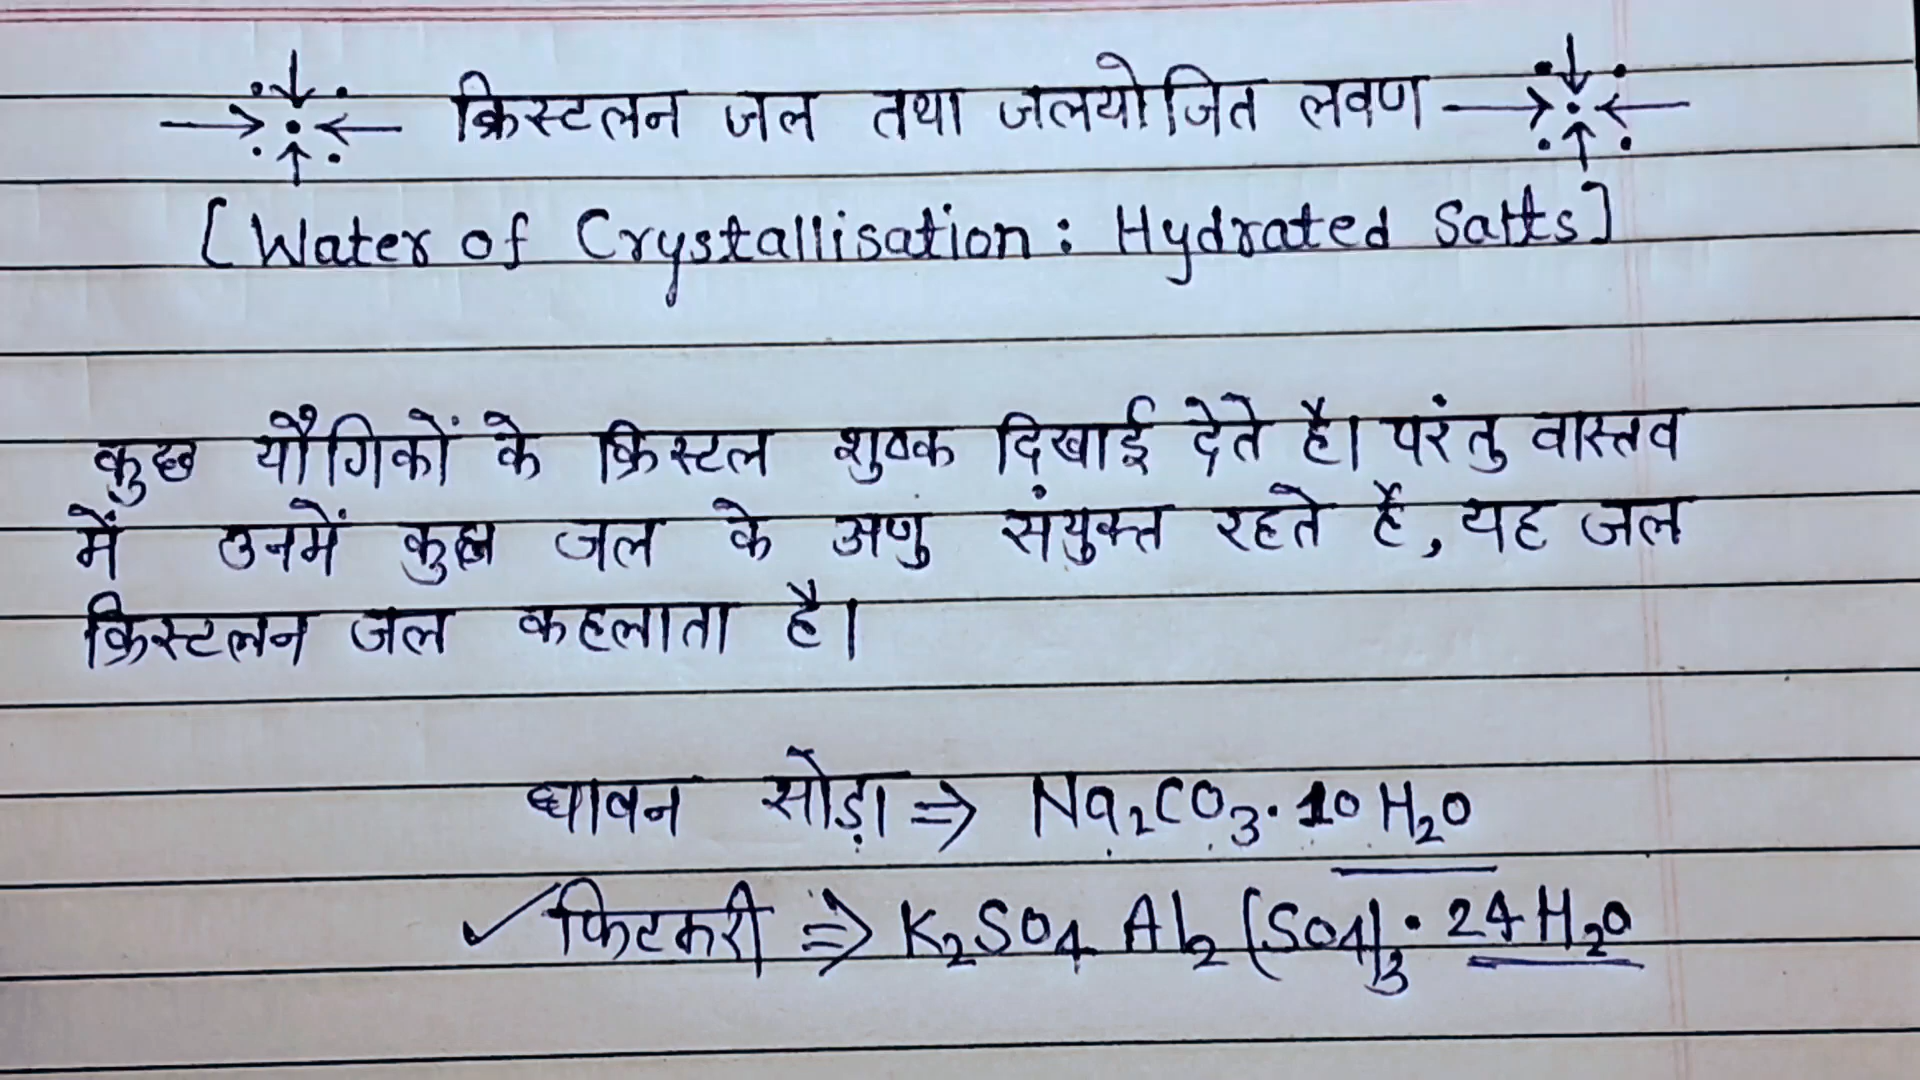 क्रिस्टलन जल तथा जलयोजित लवण
[Water of Crystallisation: Hydrated Salts]
कुछ यौगिकों के क्रिस्टल शुष्क दिखाई देते है। परंतु वास्तव
में उनमें कुछ जल के अणु संयुक्त रहते हैं, यह जल
क्रिस्टलन जल कहलाता है।
धावन सोड़ा ⇒ Na₂CO₃·10H₂O
✓फिटकरी ⇒ K₂SO₄ Al₂(SO₄)₃·24H₂O